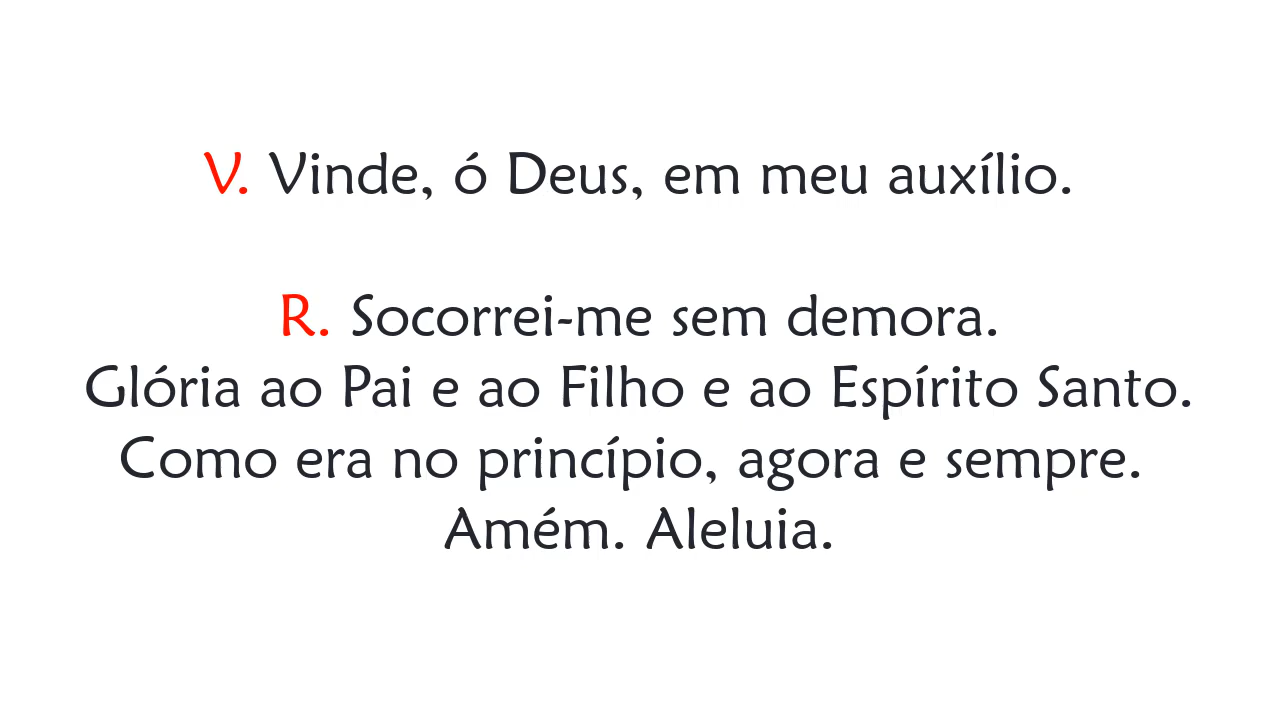 V. Vinde, ó Deus, em meu auxílio.
R. Socorrei-me sem demora.
Glória ao Pai e ao Filho e ao Espírito Santo.
Como era no princípio, agora e sempre.
Amém. Aleluia.